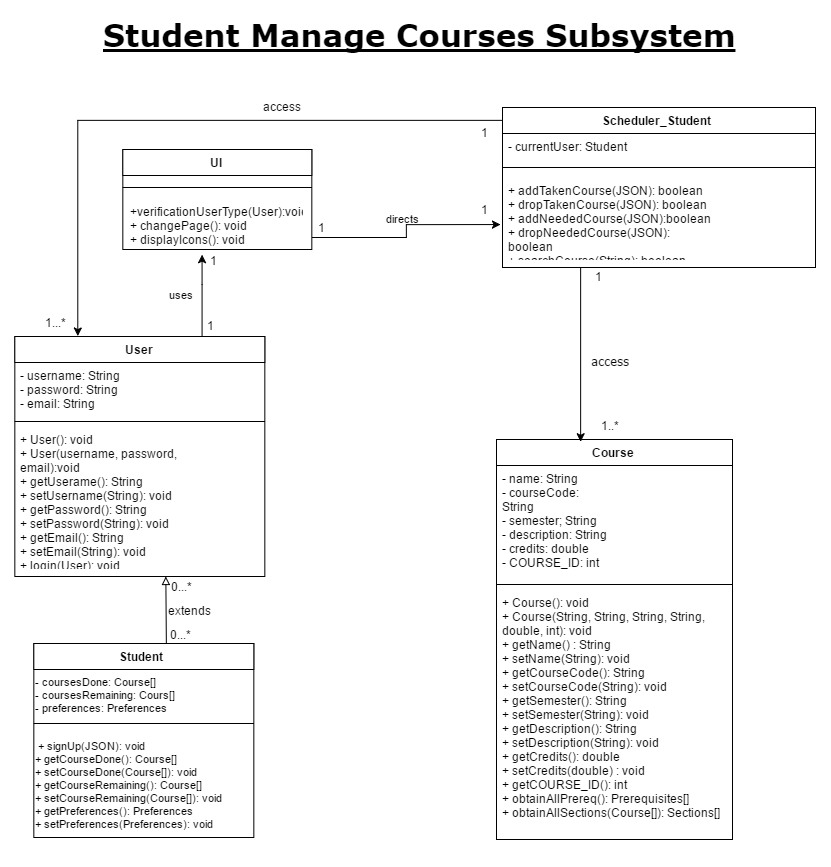 Student Manage Courses Subsystem
access
1
Scheduler_Student
- currentUser: Student
+ addTakenCourse(JSON): boolean
+ dropTakenCourse(JSON): boolean
+ addNeededCourse(JSON):boolean
+ dropNeededCourse(JSON):
boolean
+ searchCourse(String): boolean
UI
+verificationUserType(User):void
+ changePage(): void
+ displayIcons(): void
1
directs
1
1
uses
1
1...*
User
- username: String
- password: String
- email: String
+ User(): void
+ User(username, password,
email):void
+ getUserame(): String
+ setUsername(String): void
+ getPassword(): String
+ setPassword(String): void
+ getEmail(): String
+ setEmail(String): void
+ login(User): void
0...*
extends
0...*
Student
- coursesDone: Course[]
- coursesRemaining: Cours[]
- preferences: Preferences
+ signUp(JSON): void
+ getCourseDone(): Course[]
+ setCourseDone(Course[]): void
+ getCourseRemaining(): Course[]
+ setCourseRemaining(Course[]): void
+ getPreferences(): Preferences
+ setPreferences(Preferences): void
1
access
1..*
Course
- name: String
- courseCode:
String
- semester; String
- description: String
- credits: double
- COURSE_ID: int
+ Course(): void
+ Course(String, String, String, String,
double, int): void
+ getName() : String
+ setName(String): void
+ getCourseCode(): String
+ setCourseCode(String): void
+ getSemester(): String
+ setSemester(String): void
+ getDescription(): String
+ setDescription(String): void
+ getCredits(): double
+ setCredits(double) : void
+ getCOURSE_ID(): int
+ obtainAllPrereq(): Prerequisites[]
+ obtainAllSections(Course[]): Sections[]